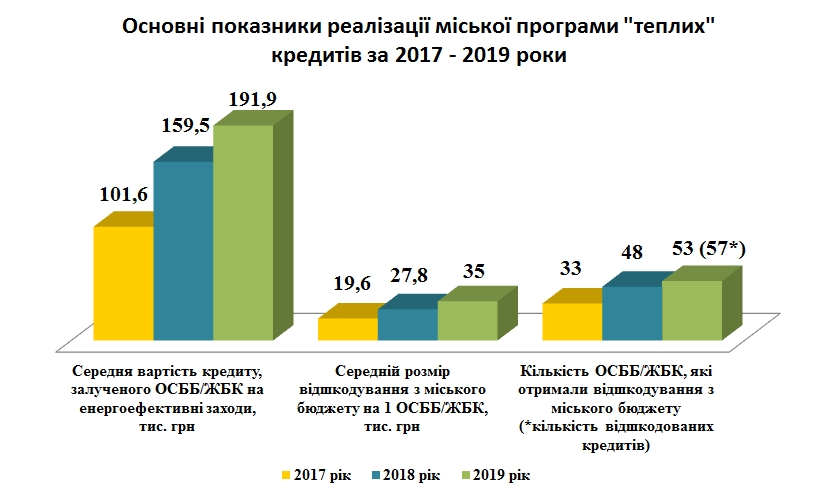 Основні показники реалізації міської програми "теплих"
кредитів за 2017 - 2019 роки
101,6
159,5
191,9
19,6
27,8
35
33
48
53 (57*)
Середня вартість кредиту,
залученого ОСББ/ЖБК на
енергоефективні заходи,
тис. грн
Середній розмір
відшкодування з міського
бюджету на 1 ОСББ/ЖБК,
тис. грн
Кількість ОСББ/ЖБК, які
отримали відшкодування з
міського бюджету
(*кількість відшкодованих
кредитів)
2017 рік
2018 рік
2019 рік